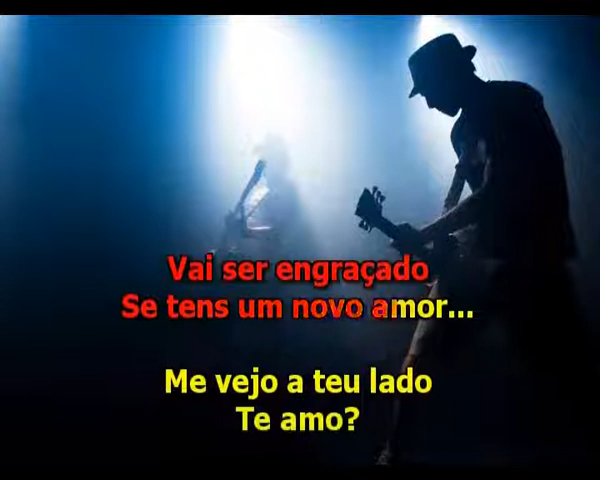 Vai ser engraçado
Se tens um novo amor...
Me vejo a teu lado
Te amo?